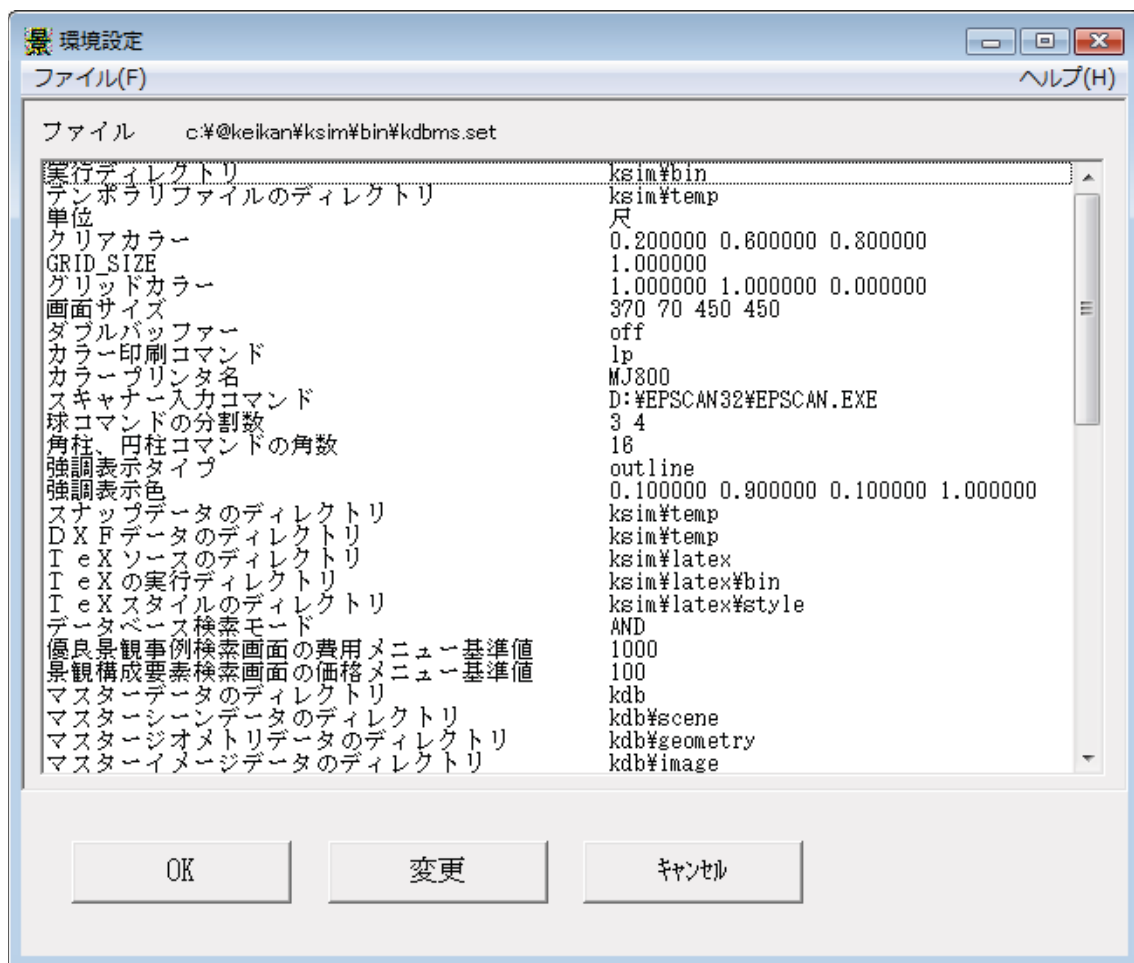 環境設定
ファイル(F) ヘルプ(H)
ファイル c:¥@keikan¥ksim¥bin¥kdbms.set
実行ディレクトリ ksim¥bin
テンポラリファイルのディレクトリ ksim¥temp
単位 尺
クリアカラー 0.200000 0.600000 0.800000
GRID_SIZE 1.000000
グリッドカラー 1.000000 1.000000 0.000000
画面サイズ 370 70 450 450
ダブルバッファー off
カラー印刷コマンド lp
カラープリンタ名 MJ800
スキャナー入力コマンド D:¥EPSCAN32¥EPSCAN.EXE
球コマンドの分割数 3 4
角柱、円柱コマンドの角数 16
強調表示タイプ outline
強調表示色 0.100000 0.900000 0.100000 1.000000
スナップデータのディレクトリ ksim¥temp
ＤＸＦデータのディレクトリ ksim¥temp
ＴｅＸソースのディレクトリ ksim¥latex
ＴｅＸの実行ディレクトリ ksim¥latex¥bin
ＴｅＸスタイルのディレクトリ ksim¥latex¥style
データベース検索モード AND
優良景観事例検索画面の費用メニュー基準値 1000
景観構成要素検索画面の価格メニュー基準値 100
マスターデータのディレクトリ kdb
マスターシーンデータのディレクトリ kdb¥scene
マスタージオメトリデータのディレクトリ kdb¥geometry
マスターイメージデータのディレクトリ kdb¥image
OK 変更 ｷｬﾝｾﾙ